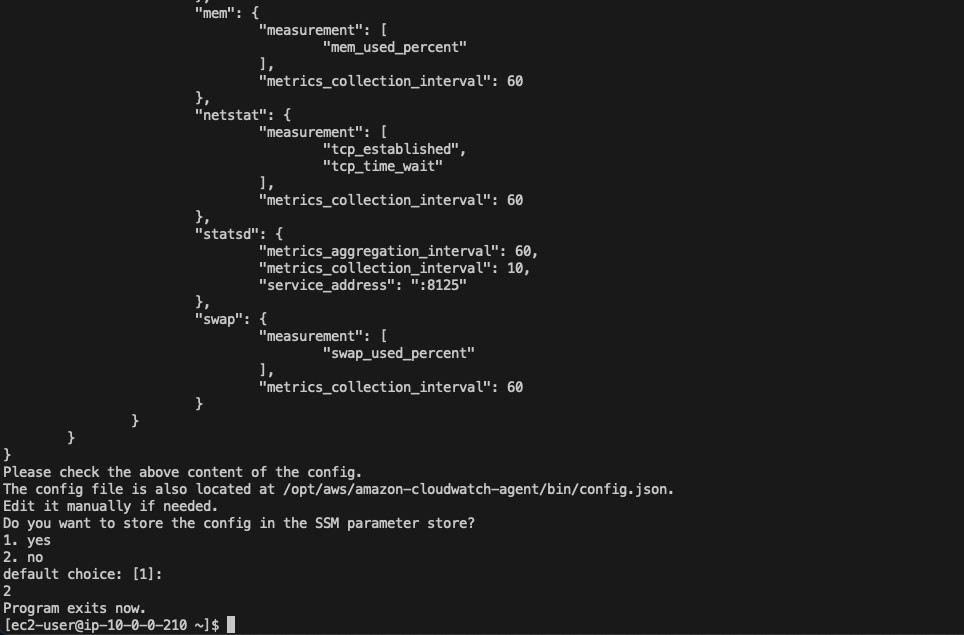 },
"mem": {
"measurement": [
"mem_used_percent"
],
"metrics_collection_interval": 60
},
"netstat": {
"measurement": [
"tcp_established",
"tcp_time_wait"
],
"metrics_collection_interval": 60
},
"statsd": {
"metrics_aggregation_interval": 60,
"metrics_collection_interval": 10,
"service_address": ":8125"
},
"swap": {
"measurement": [
"swap_used_percent"
],
"metrics_collection_interval": 60
}
}
}
}
Please check the above content of the config.
The config file is also located at /opt/aws/amazon-cloudwatch-agent/bin/config.json.
Edit it manually if needed.
Do you want to store the config in the SSM parameter store?
1. yes
2. no
default choice: [1]:
2
Program exits now.
[ec2-user@ip-10-0-0-210 ~]$